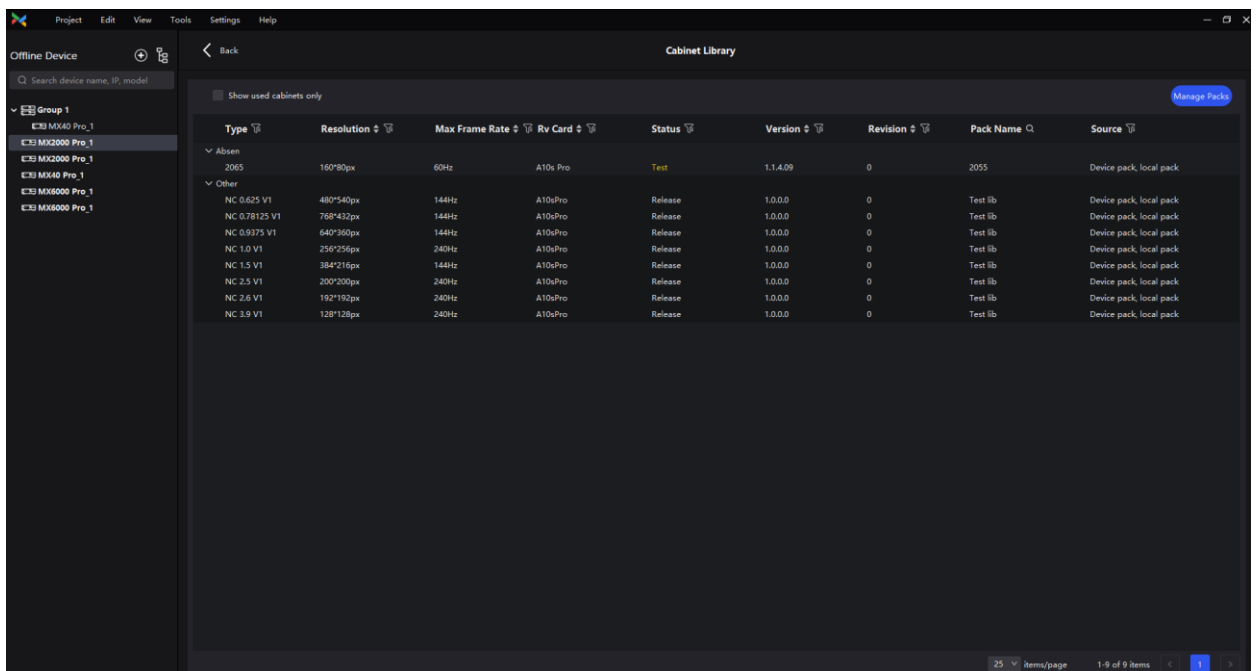 Project Edit View Tools Settings Help
Offline Device
Search device name, IP, model
Group 1
MX40 Pro_1
MX2000 Pro_1
MX2000 Pro_1
MX40 Pro_1
MX6000 Pro_1
MX6000 Pro_1
Back Cabinet Library
Show used cabinets only Manage Packs
Type Resolution Max Frame Rate Rv Card Status Version Revision Pack Name Source
Absen
2065 160*80px 60Hz A10s Pro Test 1.1.4.09 0 2055 Device pack, local pack
Other
NC 0.625 V1 480*540px 144Hz A10sPro Release 1.0.0.0 0 Test lib Device pack, local pack
NC 0.78125 V1 768*432px 144Hz A10sPro Release 1.0.0.0 0 Test lib Device pack, local pack
NC 0.9375 V1 640*360px 144Hz A10sPro Release 1.0.0.0 0 Test lib Device pack, local pack
NC 1.0 V1 256*256px 240Hz A10sPro Release 1.0.0.0 0 Test lib Device pack, local pack
NC 1.5 V1 384*216px 144Hz A10sPro Release 1.0.0.0 0 Test lib Device pack, local pack
NC 2.5 V1 200*200px 240Hz A10sPro Release 1.0.0.0 0 Test lib Device pack, local pack
NC 2.6 V1 192*192px 240Hz A10sPro Release 1.0.0.0 0 Test lib Device pack, local pack
NC 3.9 V1 128*128px 240Hz A10sPro Release 1.0.0.0 0 Test lib Device pack, local pack
25 items/page 1-9 of 9 items 1